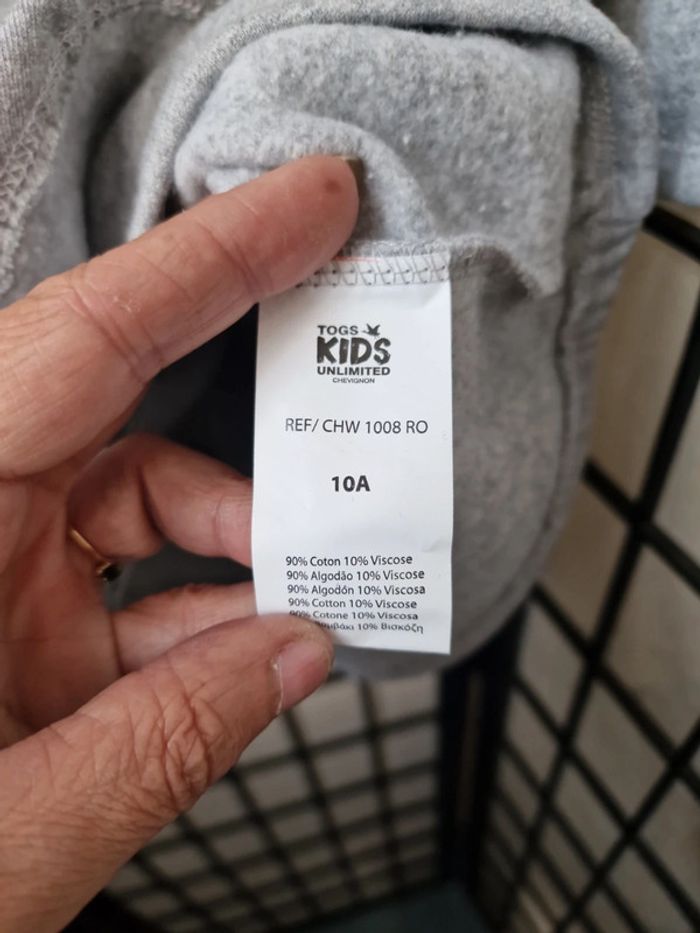 TOGS
KIDS
UNLIMITED
CHEVIGNON
REF/ CHW 1008 RO
10A
90% Coton 10% Viscose
90% Algodão 10% Viscose
90% Algodón 10% Viscosa
90% Cotton 10% Viscose
90% Cotone 10% Viscosa
10% Βισκόζη